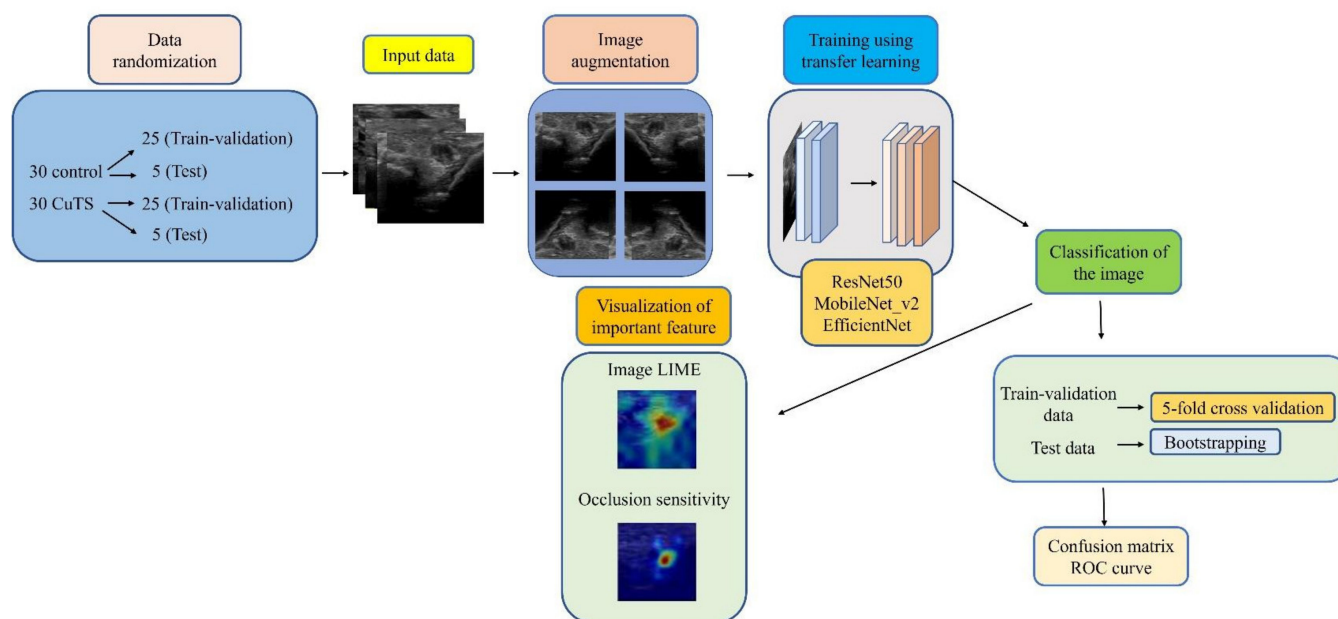 Data
randomization
30 control
25 (Train-validation)
5 (Test)
30 CuTS
25 (Train-validation)
5 (Test)
Input data
Image
augmentation
Training using
transfer learning
ResNet50
MobileNet_v2
EfficientNet
Classification of
the image
Visualization of
important feature
Image LIME
Occlusion sensitivity
Train-validation
data
5-fold cross validation
Test data
Bootstrapping
Confusion matrix
ROC curve